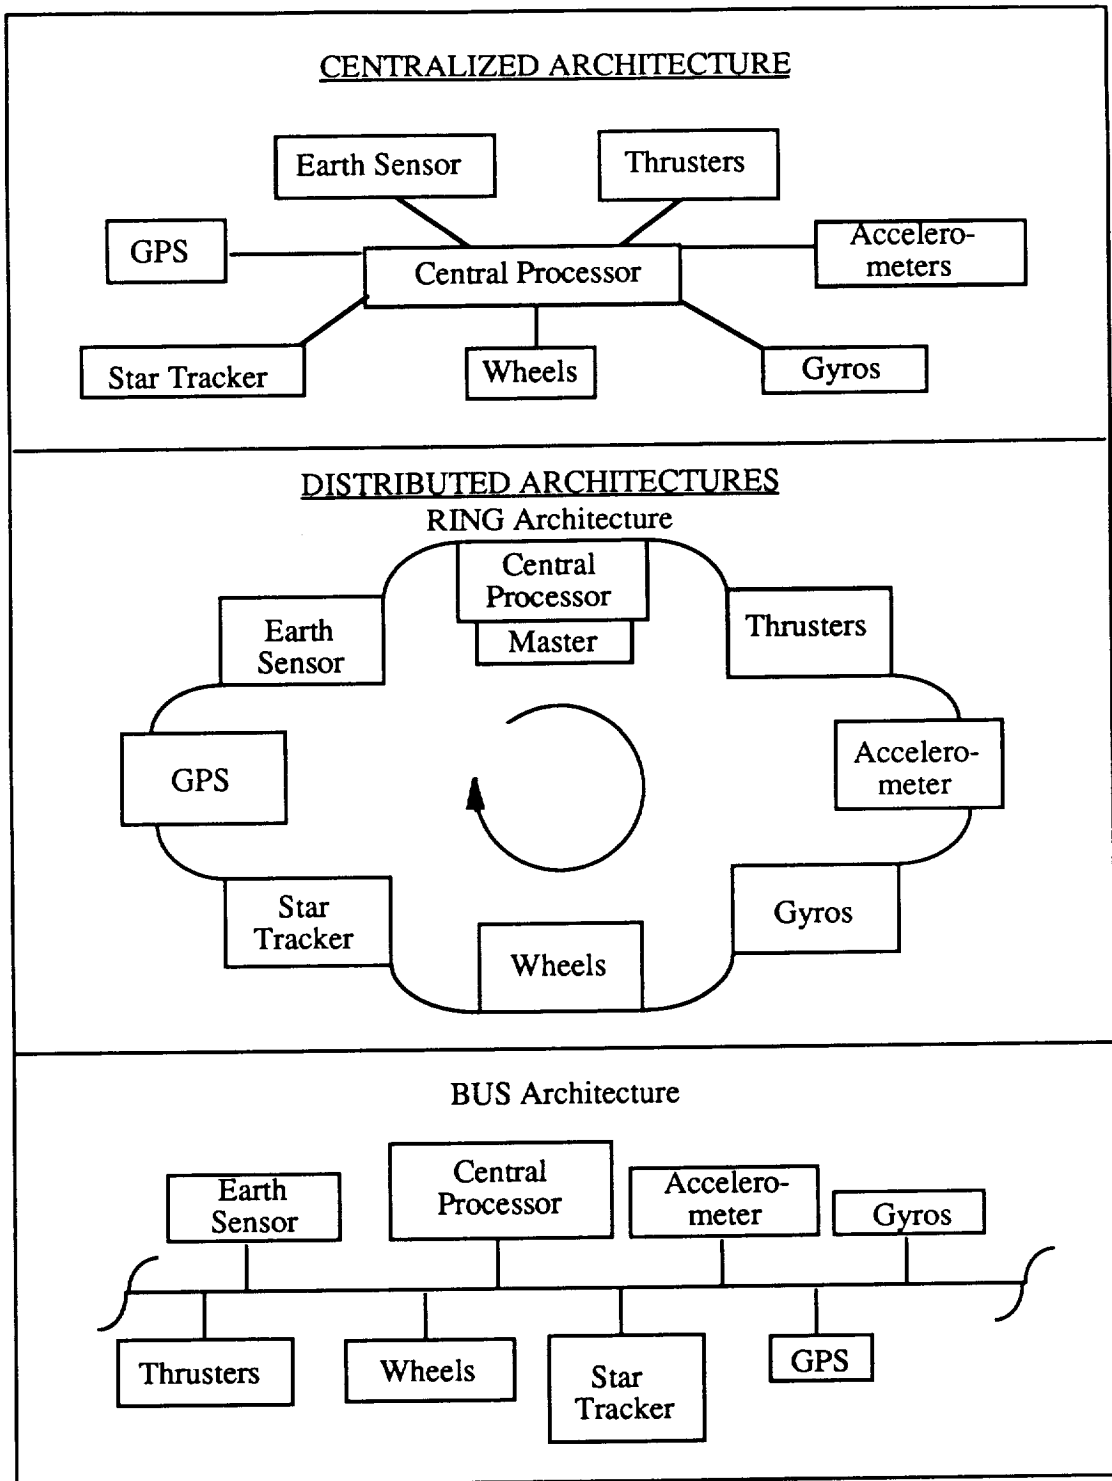 CENTRALIZED ARCHITECTURE
Earth Sensor
Thrusters
GPS
Central Processor
Accelero-
meters
Star Tracker
Wheels
Gyros
DISTRIBUTED ARCHITECTURES
RING Architecture
Central
Processor
Master
Earth
Sensor
Thrusters
GPS
Accelero-
meter
Star
Tracker
Wheels
Gyros
BUS Architecture
Earth
Sensor
Central
Processor
Accelero-
meter
Gyros
Thrusters
Wheels
Star
Tracker
GPS